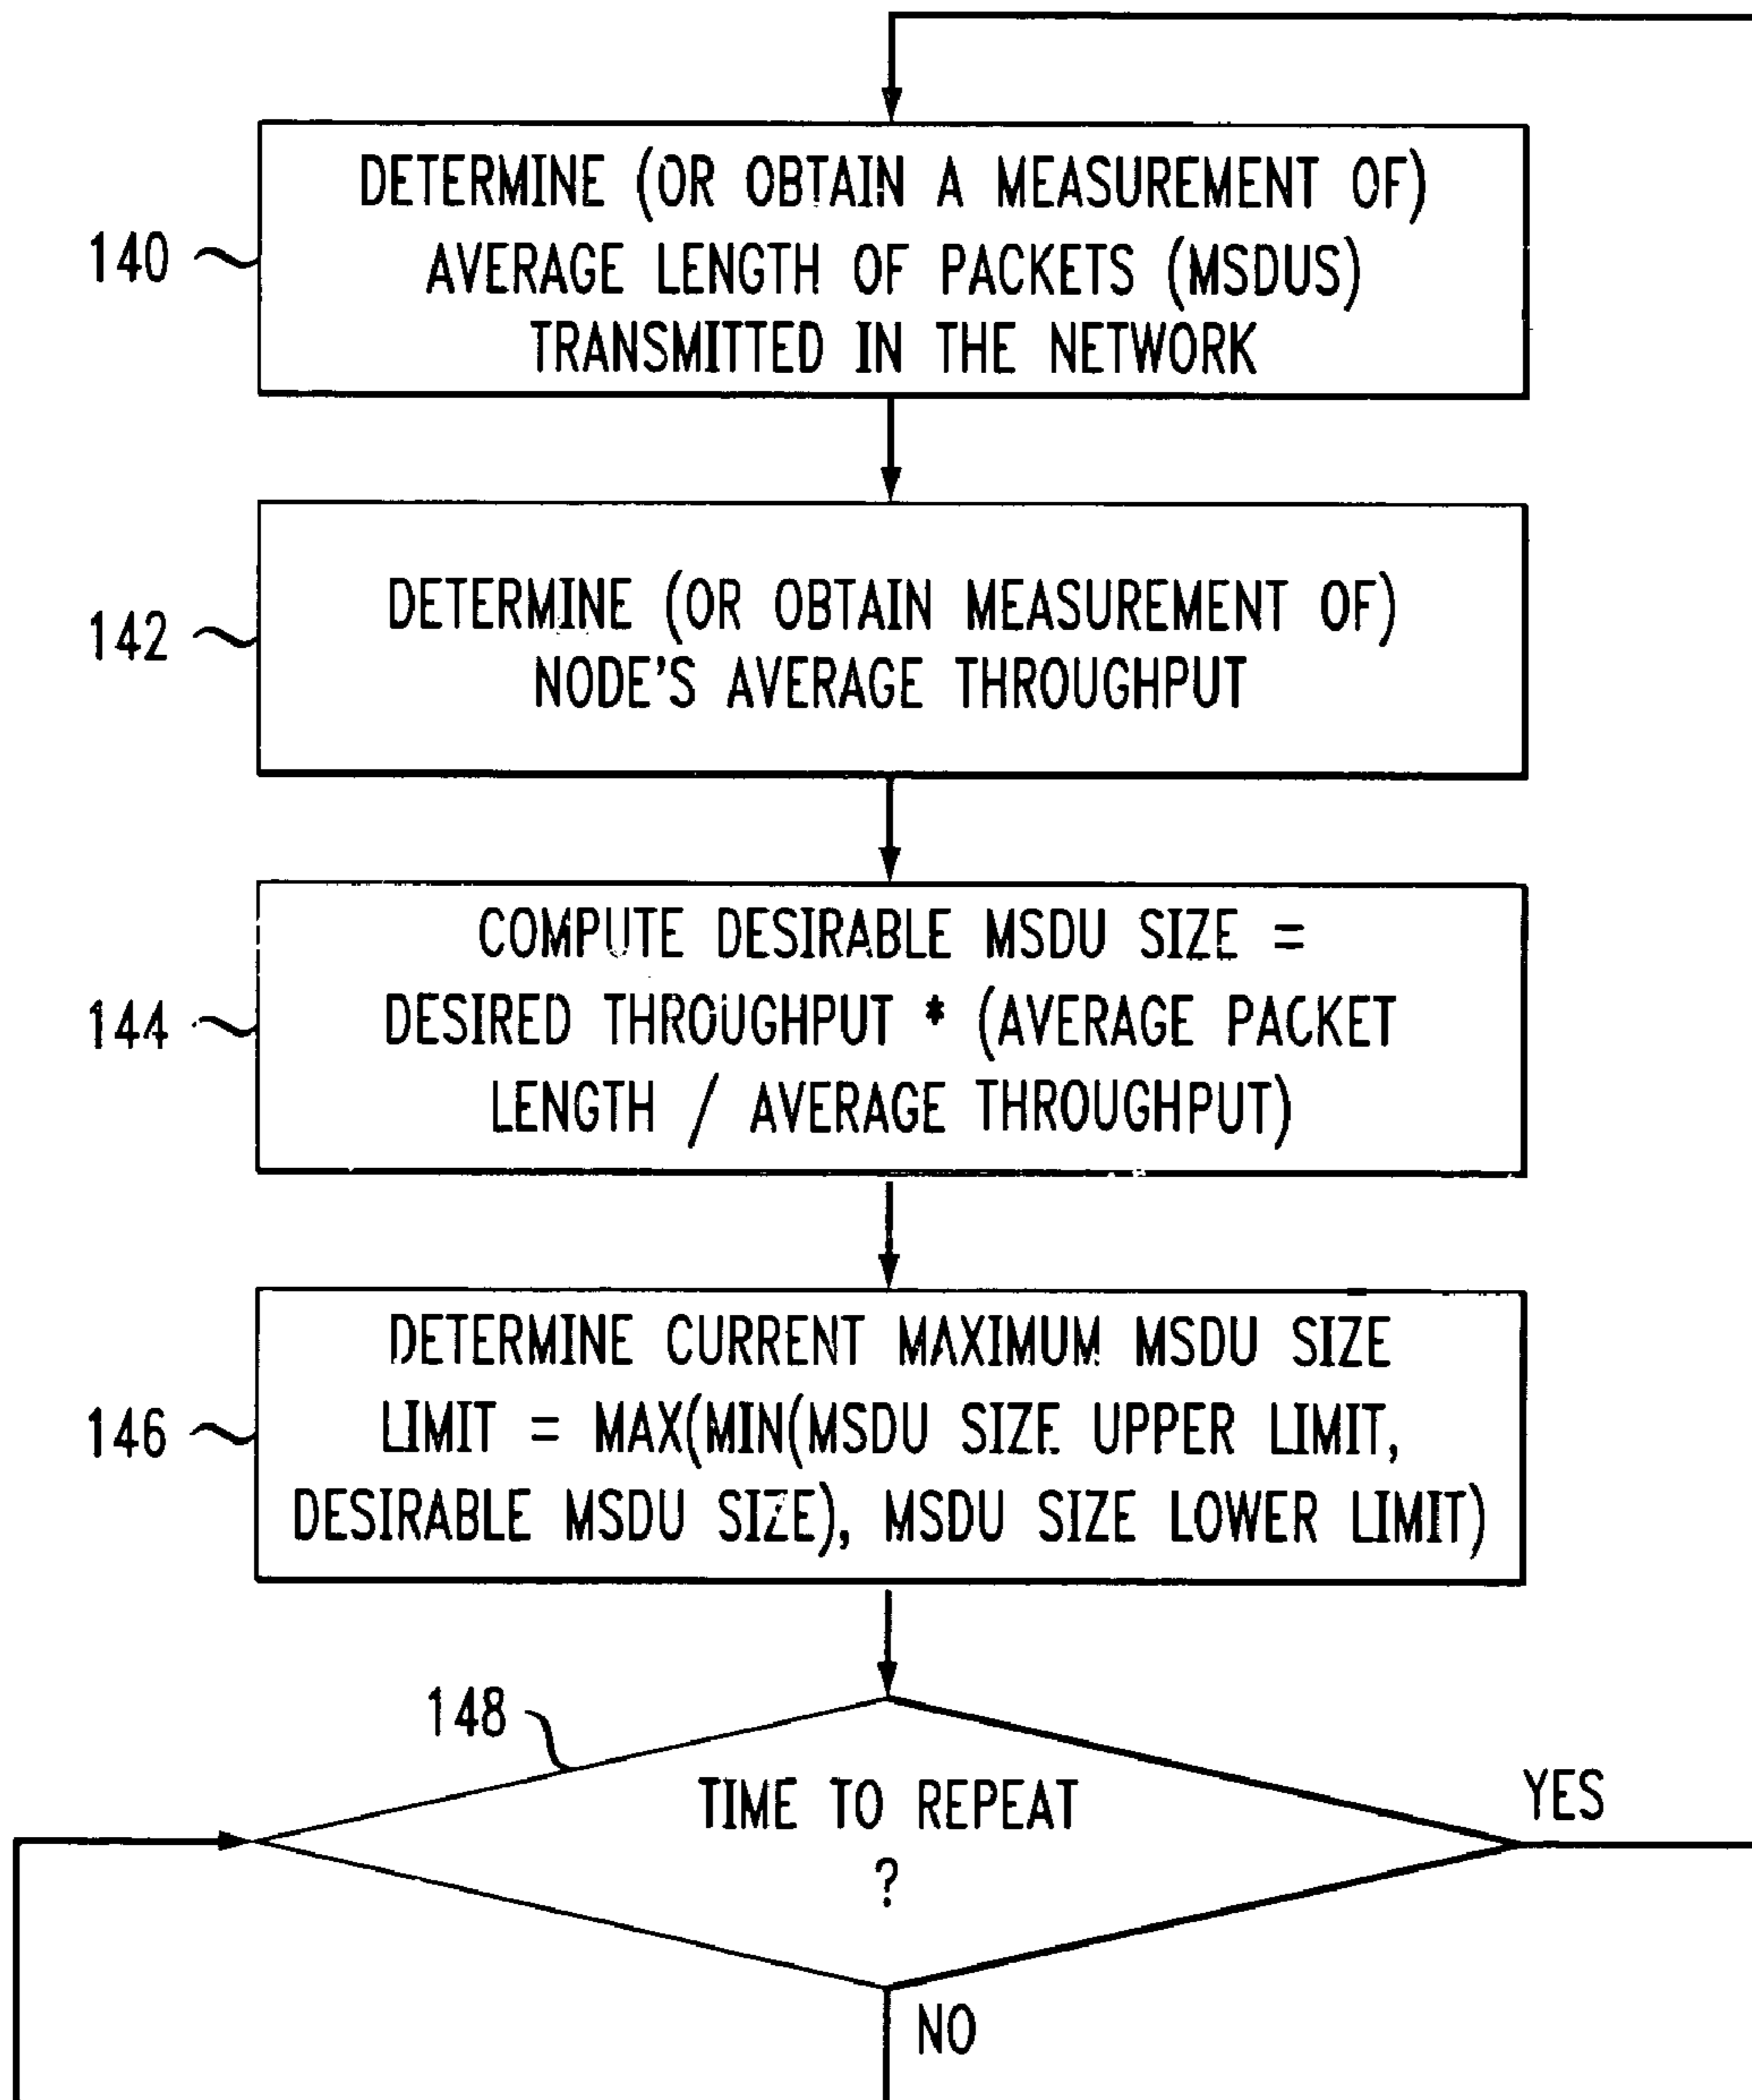 DETERMINE (OR OBTAIN A MEASUREMENT OF)
140
AVERAGE LENGTH OF PACKETS (MSDUS)
TRANSMITTED IN THE NETWORK
DETERMINE (OR OBTAIN MEASUREMENT OF)
142
NODE'S AVERAGE THROUGHPUT
COMPUTE DESIRABLE MSDU SIZE =
144
DESIRED THROUGHPUT * (AVERAGE PACKET
LENGTH / AVERAGE THROUGHPUT)
DETERMINE CURRENT MAXIMUM MSDU SIZE
146
LIMIT = MAX(MIN(MSDU SIZE UPPER LIMIT,
DESIRABLE MSDU SIZE), MSDU SIZE LOWER LIMIT)
148
TIME TO REPEAT
?
YES
NO